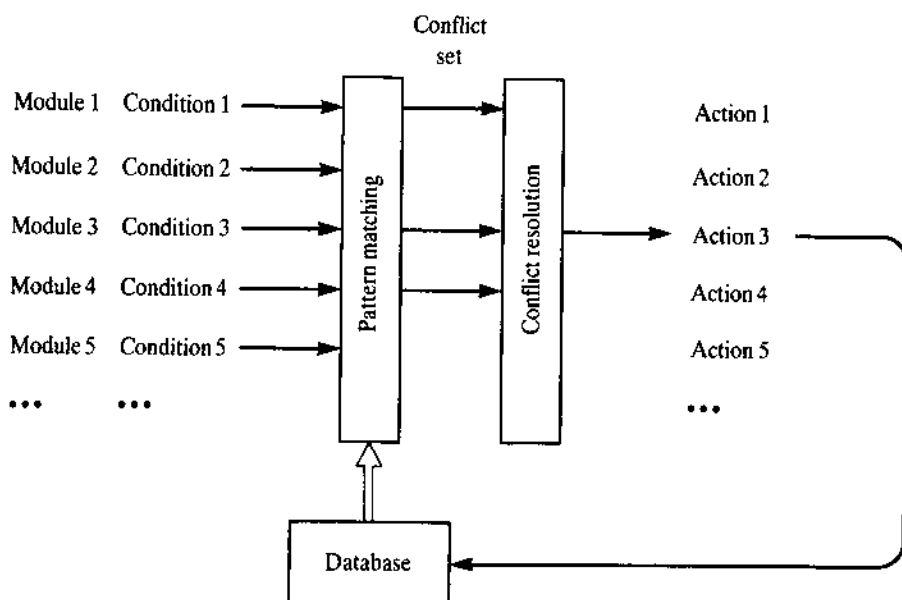 Conflict
set
Module 1 Condition 1 Action 1
Module 2 Condition 2 Action 2
Module 3 Condition 3 Action 3
Module 4 Condition 4 Action 4
Module 5 Condition 5 Action 5
••• ••• •••
Pattern matching
Conflict resolution
Database